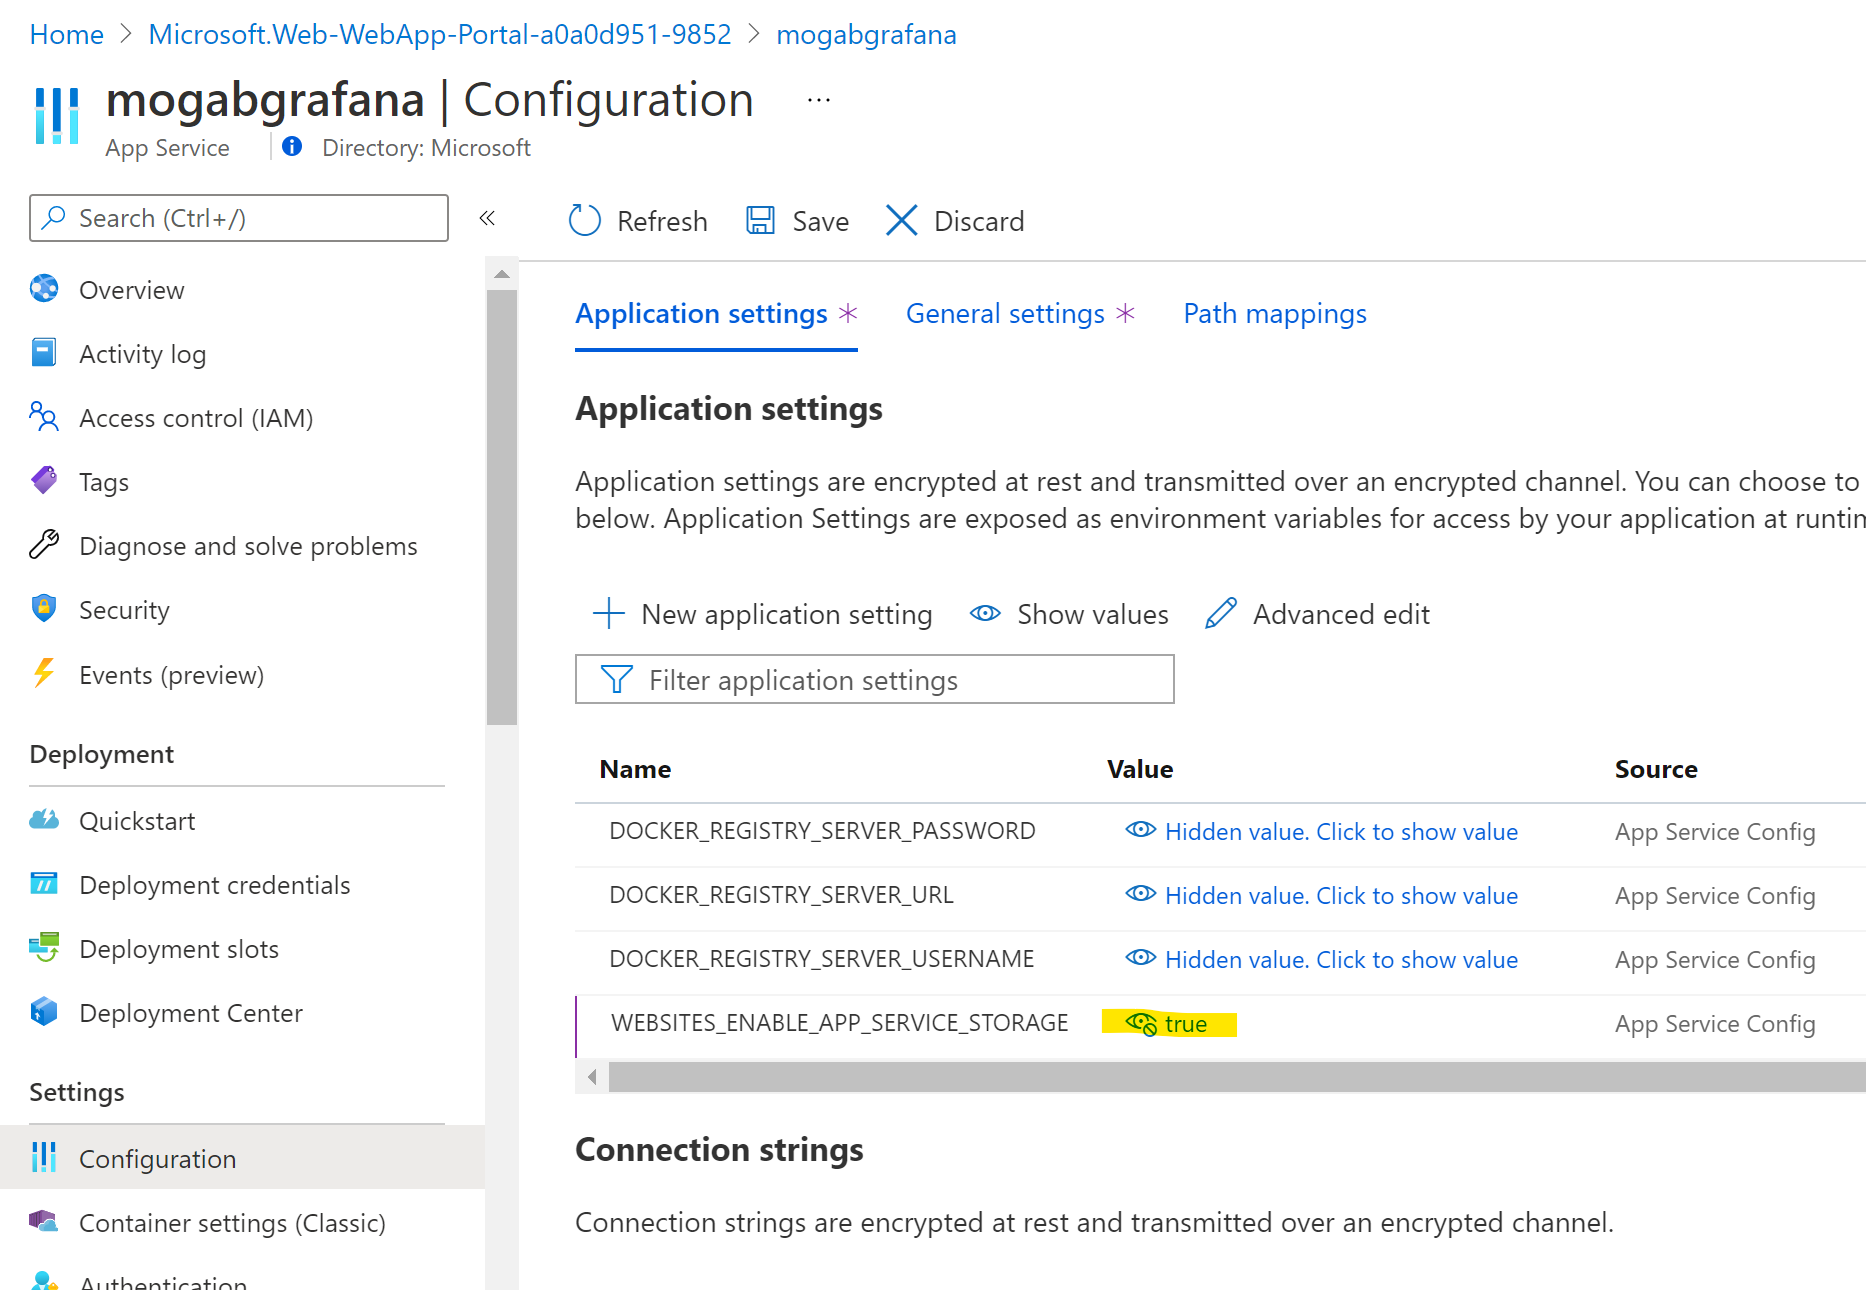 Home > Microsoft.Web-WebApp-Portal-a0a0d951-9852 > mogabgrafana
mogabgrafana | Configuration ...
App Service | Directory: Microsoft
Search (Ctrl+/)
«
Refresh Save Discard
Overview
Activity log
Access control (IAM)
Tags
Diagnose and solve problems
Security
Events (preview)
Deployment
Quickstart
Deployment credentials
Deployment slots
Deployment Center
Settings
Configuration
Container settings (Classic)
Authentication
Application settings * General settings * Path mappings
Application settings
Application settings are encrypted at rest and transmitted over an encrypted channel. You can choose to
below. Application Settings are exposed as environment variables for access by your application at
New application setting Show values Advanced edit
Filter application settings
Name Value Source
DOCKER_REGISTRY_SERVER_PASSWORD Hidden value. Click to show value App Service Config
DOCKER_REGISTRY_SERVER_URL Hidden value. Click to show value App Service Config
DOCKER_REGISTRY_SERVER_USERNAME Hidden value. Click to show value App Service Config
WEBSITES_ENABLE_APP_SERVICE_STORAGE true App Service Config
Connection strings
Connection strings are encrypted at rest and transmitted over an encrypted channel.